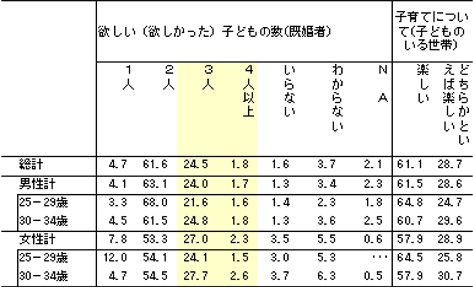 欲しい（欲しかった）子どもの数(既婚者) 子育てについて(子どものいる世帯)
１人 ２人 ３人 ４人以上 いらない わからない ＮＡ 楽しい どちらかといえば楽しい
総計 4.7 61.6 24.5 1.8 1.6 3.7 2.1 61.1 28.7
男性計 4.1 63.1 24.0 1.7 1.3 3.4 2.3 61.5 28.6
25－29歳 3.3 68.0 21.6 1.6 1.4 2.3 1.8 64.8 24.7
30－34歳 4.5 61.5 24.8 1.8 1.3 3.6 2.5 60.7 29.6
女性計 7.8 53.3 27.0 2.3 3.5 5.5 0.6 57.9 28.9
25－29歳 12.0 54.1 24.1 1.5 3.0 5.3 … 64.5 25.8
30－34歳 4.7 54.5 27.7 2.6 3.7 6.3 0.5 57.9 30.7